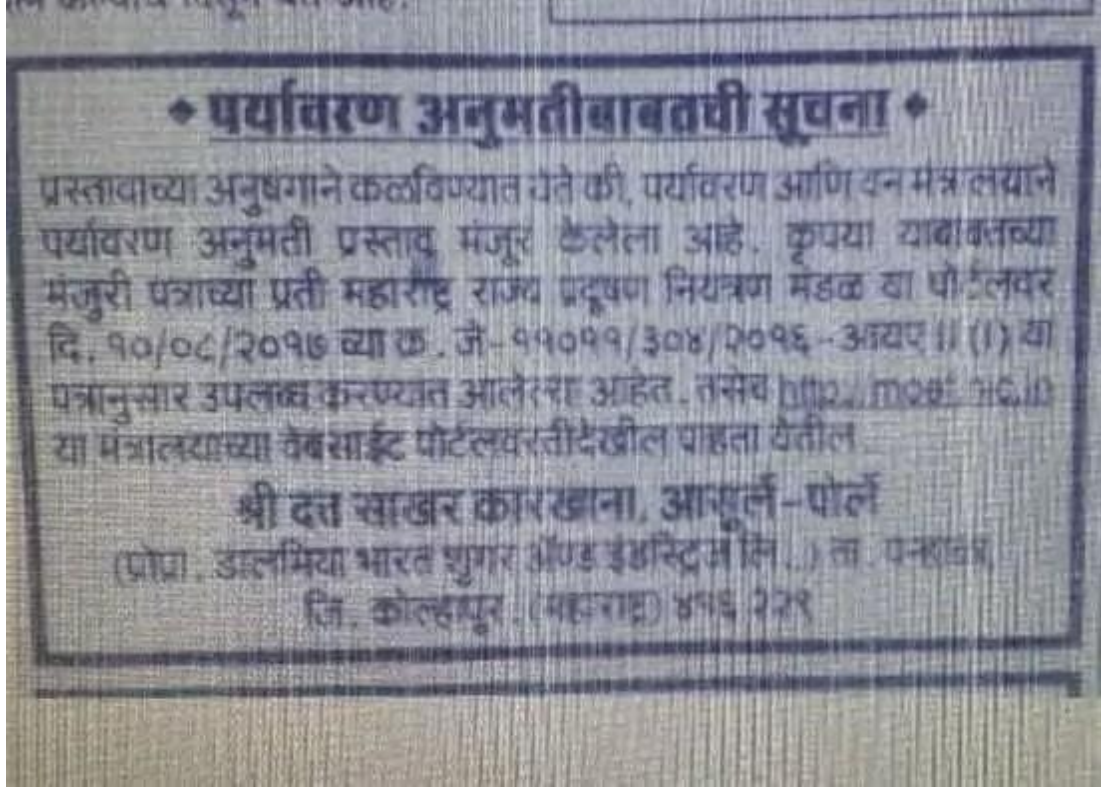 ◆ पर्यावरण अनुमतीबाबतची सूचना ◆
प्रस्तावाच्या अनुषंगाने कळविण्यात येते की, पर्यावरण आणि वन मंत्रालयाने
पर्यावरण अनुमती प्रस्ताव मंजूर केलेला आहे. कृपया याबाबतच्या
मंजुरी पत्राच्या प्रती महाराष्ट्र राज्य प्रदूषण नियंत्रण मंडळ या पोर्टलवर
दि. १०/०८/२०१७ च्या क्र. जे-११०११/३०४/२०१६-आयए II (I) या
पत्रानुसार उपलब्ध करण्यात आलेल्या आहेत. तसेच
या मंत्रालयाच्या वेबसाईट पोर्टलवरतीदेखील पाहता येतील
श्री दत्त साखर कारखाना, आसुर्ले-पोर्ले
(प्रोप्रा. डालमिया भारत शुगर ॲण्ड इंडस्ट्रिज लि..) ता. पन्हाळा,
जि. कोल्हापूर. (महाराष्ट्र) ४१६ २२९